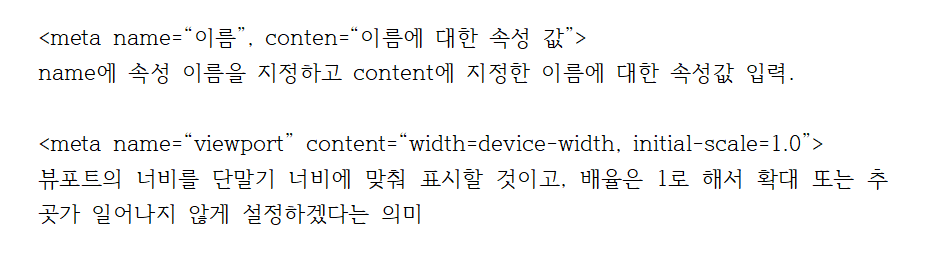 <meta name=“이름”, conten=“이름에 대한 속성 값”>
name에 속성 이름을 지정하고 content에 지정한 이름에 대한 속성값 입력.
<meta name=“viewport” content=“width=device-width, initial-scale=1.0”>
뷰포트의 너비를 단말기 너비에 맞춰 표시할 것이고, 배율은 1로 해서 확대 또는 추
곳가 일어나지 않게 설정하겠다는 의미